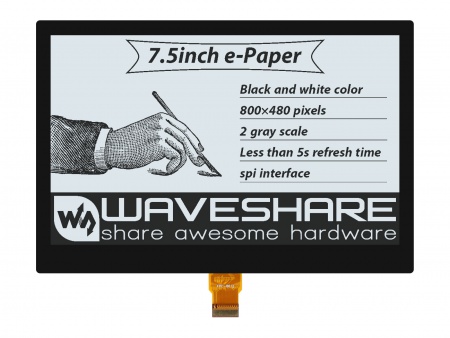 7.5inch e-Paper
Black and white color
800×480 pixels
2 gray scale
Less than 5s refresh time
spi interface
WAVESHARE
share awesome hardware